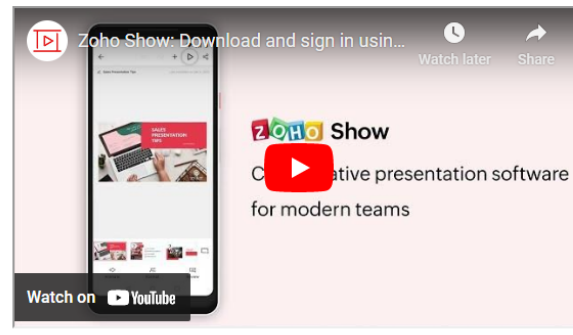 Zoho Show: Download and sign in usin...
Watch later
Share
SALES
PRESENTATION
TIPS
ZOHO Show
ative presentation software
for modern teams
Watch on YouTube